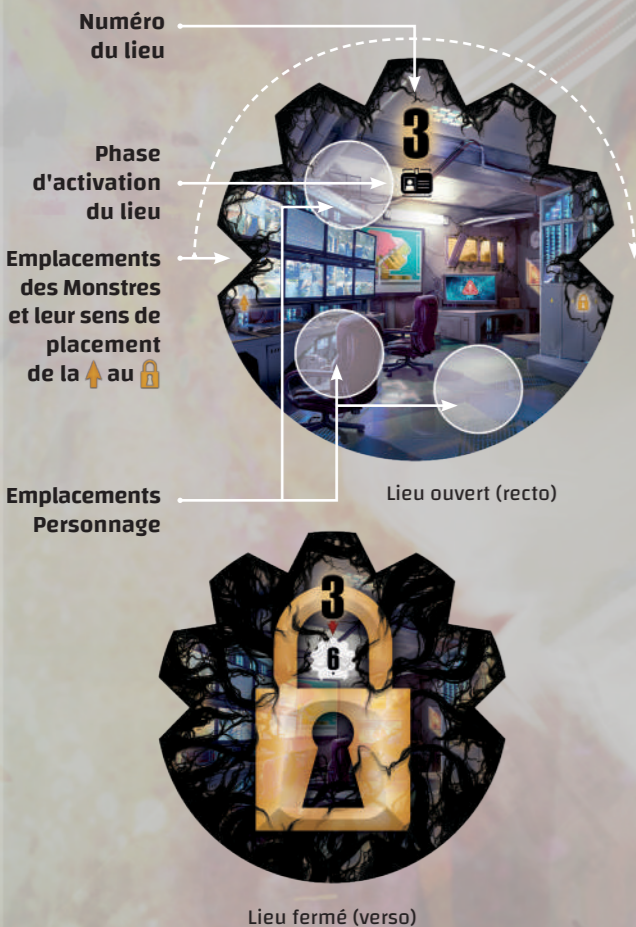 Numéro
du lieu
3
Phase
d'activation
du lieu
Emplacements
des Monstres
et leur sens de
placement
de la au
Emplacements
Personnage
Lieu ouvert (recto)
3
6
Lieu fermé (verso)